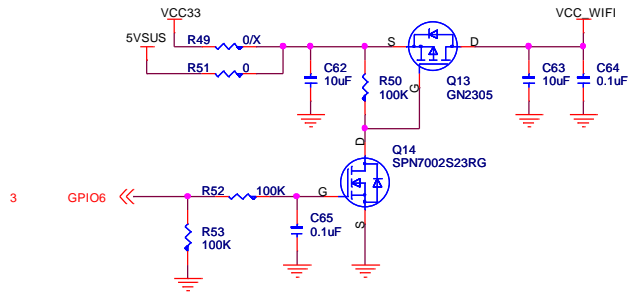 VCC33
VCC_WIFI
5VSUS
R49
0/X
S
D
R51
0
C62
10uF
R50
100K
G
Q13
GN2305
C63
10uF
C64
0.1uF
D
Q14
SPN7002S23RG
3
GPIO6
R52
100K
G
S
R53
100K
C65
0.1uF